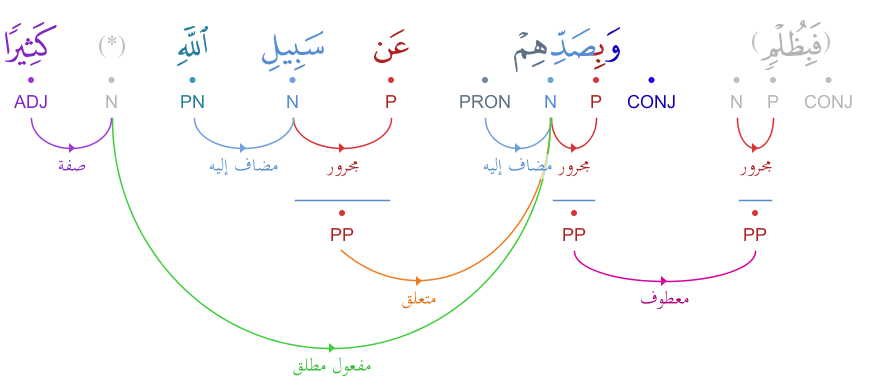 (فَبِظُلْمٍ) وَبِصَدِّهِمْ عَن سَبِيلِ ٱللَّهِ (*) كَثِيرًا
CONJ P N CONJ P N PRON P N PN N ADJ
مجرور مجرور مضاف إليه مجرور مضاف إليه صفة
PP PP PP
معطوف متعلق
مفعول مطلق